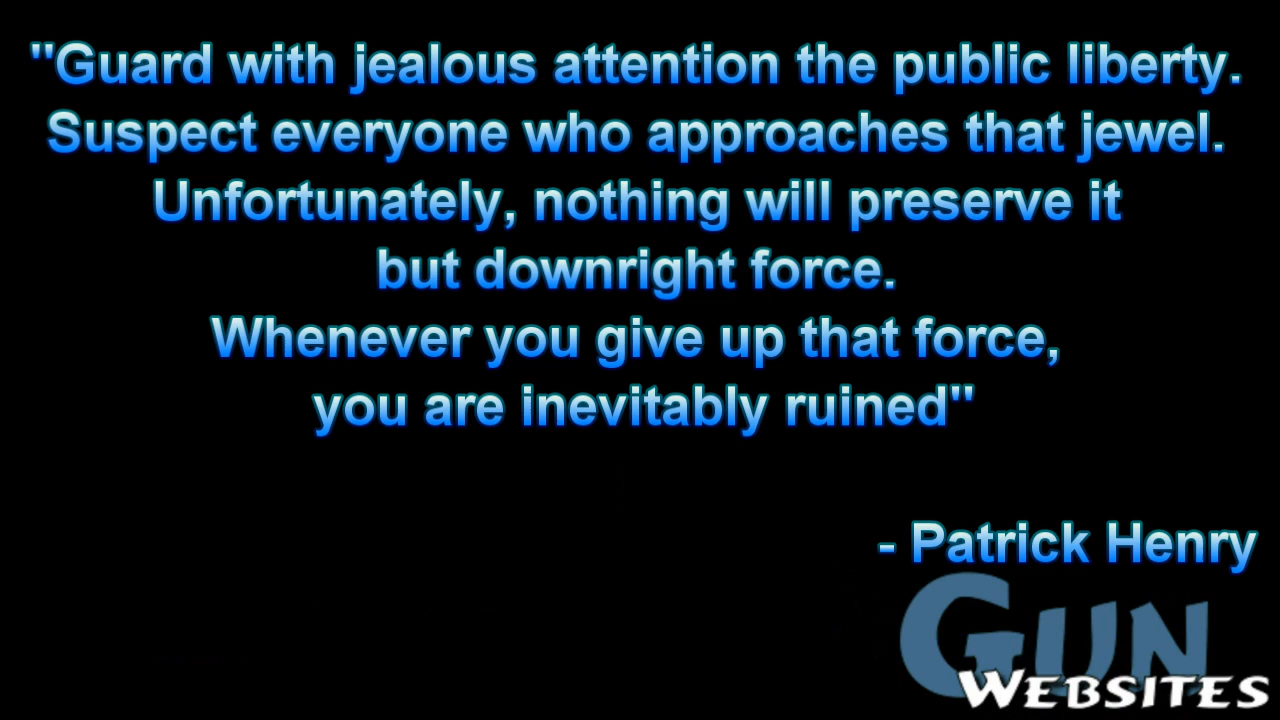 "Guard with jealous attention the public liberty.
Suspect everyone who approaches that jewel.
Unfortunately, nothing will preserve it
but downright force.
Whenever you give up that force,
you are inevitably ruined"
- Patrick Henry
GUN
WEBSITES